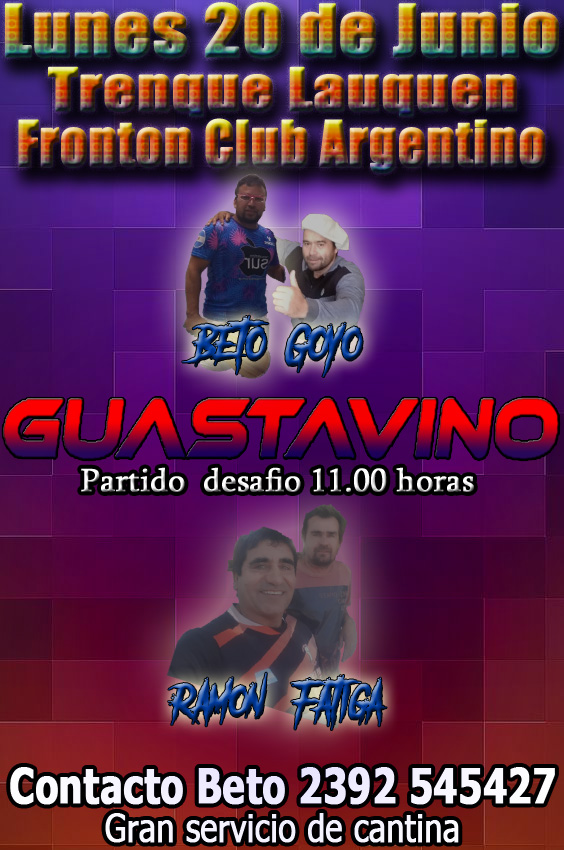 Lunes 20 de Junio
Trenque Lauquen
Fronton Club Argentino
BETO GOYO
GUASTAVINO
Partido desafio 11.00 horas
RAMON FATIGA
Contacto Beto 2392 545427
Gran servicio de cantina